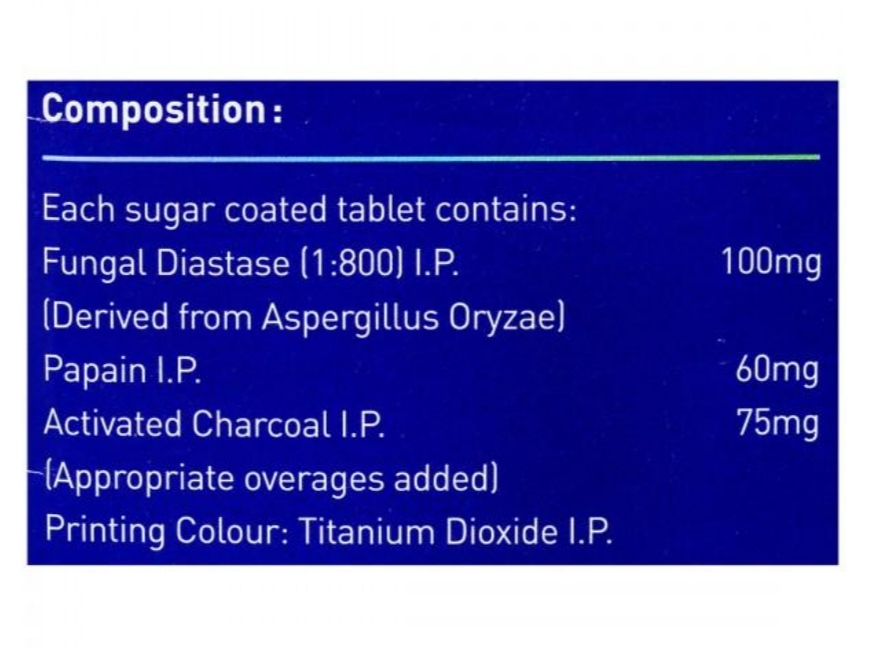 Composition:
Each sugar coated tablet contains:
Fungal Diastase (1:800) I.P. 100mg
(Derived from Aspergillus Oryzae)
Papain I.P. 60mg
Activated Charcoal I.P. 75mg
(Appropriate overages added)
Printing Colour: Titanium Dioxide I.P.